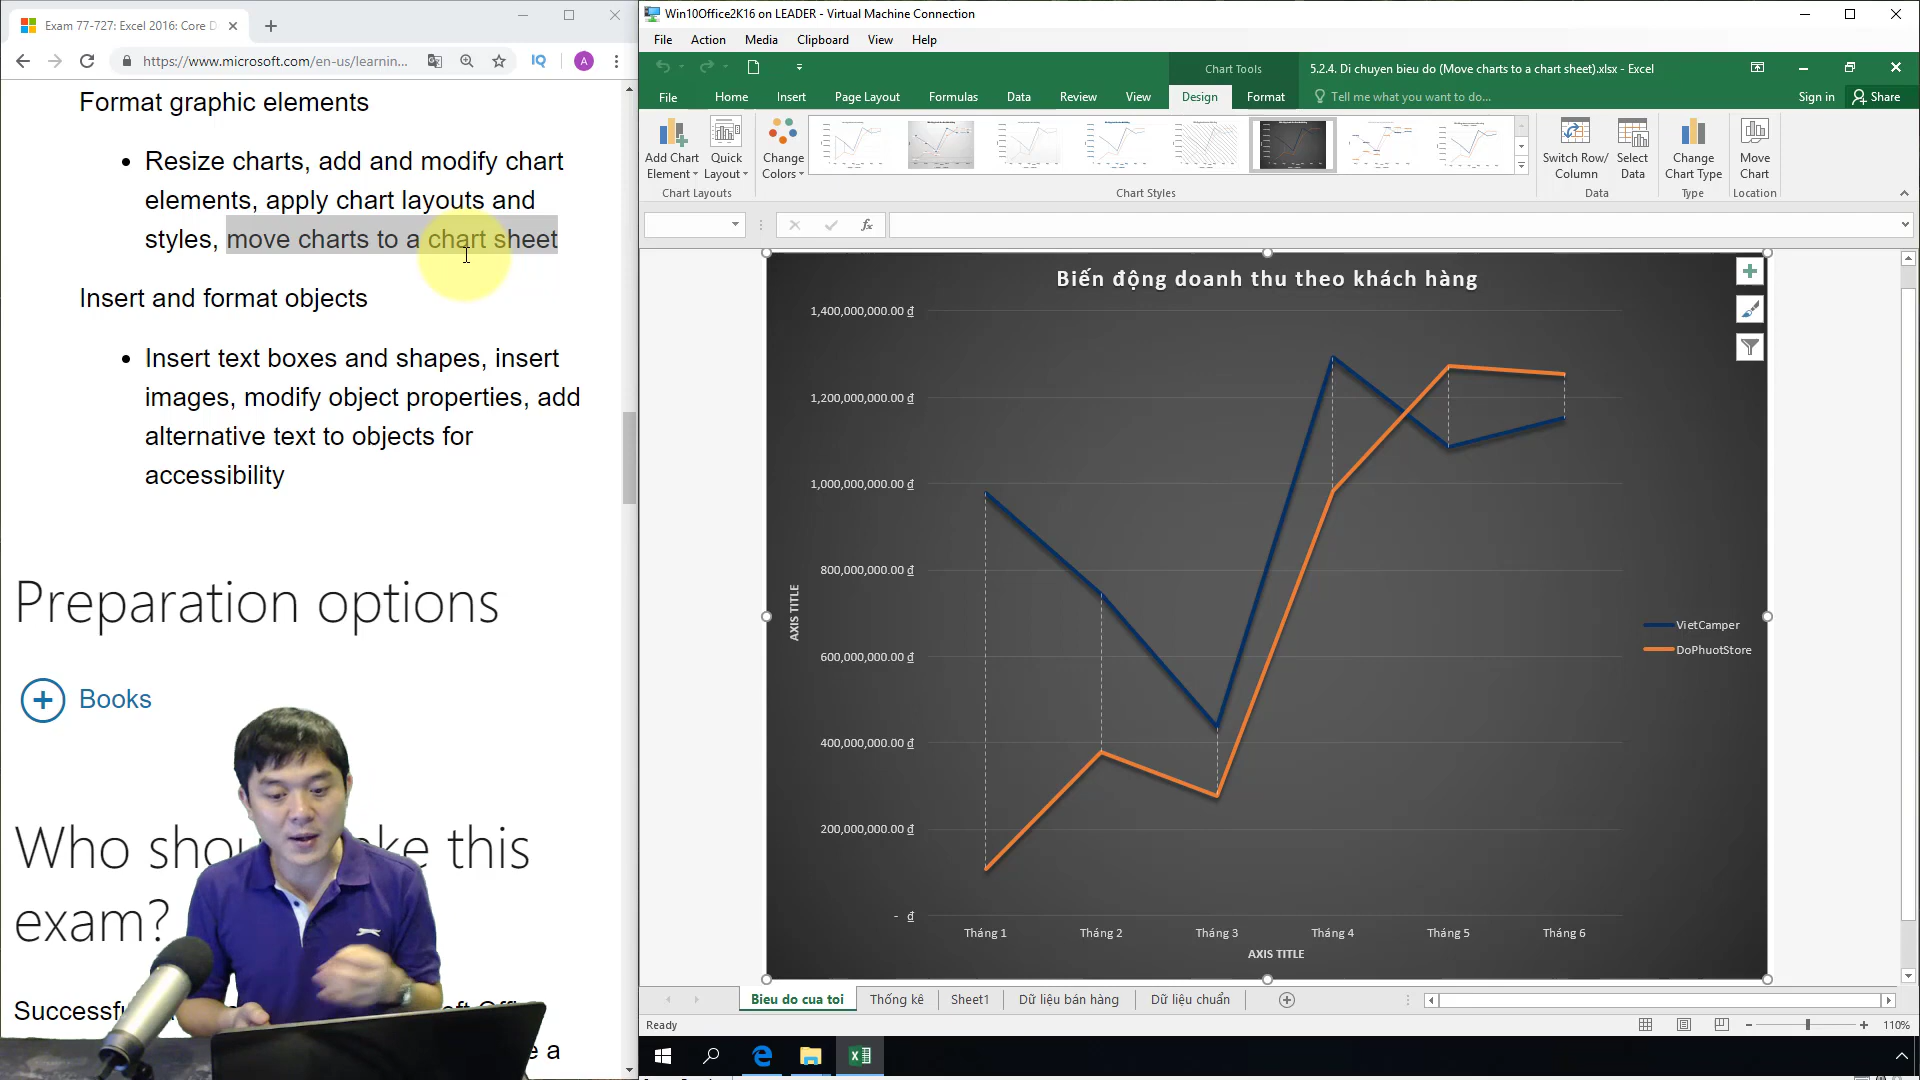 Exam 77-727: Excel 2016: Core D
https://www.microsoft.com/en-us/learnin...
IQ
A
Format graphic elements
Resize charts, add and modify chart
elements, apply chart layouts and
styles, move charts to a chart sheet
Insert and format objects
Insert text boxes and shapes, insert
images, modify object properties, add
alternative text to objects for
accessibility
Preparation options
Books
Who shou ke this
exam?
Successfu
oft Offi
e a
Win10Office2K16 on LEADER - Virtual Machine Connection
File Action Media Clipboard View Help
Chart Tools
5.2.4. Di chuyen bieu do (Move charts to a chart sheet).xlsx - Excel
File Home Insert Page Layout Formulas Data Review View Design Format Tell me what you want to do... Sign in Share
Add Chart Element
Quick Layout
Change Colors
Switch Row/ Column
Select Data
Change Chart Type
Move Chart
Chart Layouts
Chart Styles
Data
Type
Location
fx
Biến động doanh thu theo khách hàng
1,400,000,000.00 ₫
1,200,000,000.00 ₫
1,000,000,000.00 ₫
800,000,000.00 ₫
600,000,000.00 ₫
400,000,000.00 ₫
200,000,000.00 ₫
- ₫
AXIS TITLE
VietCamper
DoPhuotStore
Tháng 1 Tháng 2 Tháng 3 Tháng 4 Tháng 5 Tháng 6
AXIS TITLE
Bieu do cua toi Thống kê Sheet1 Dữ liệu bán hàng Dữ liệu chuẩn
Ready
110%